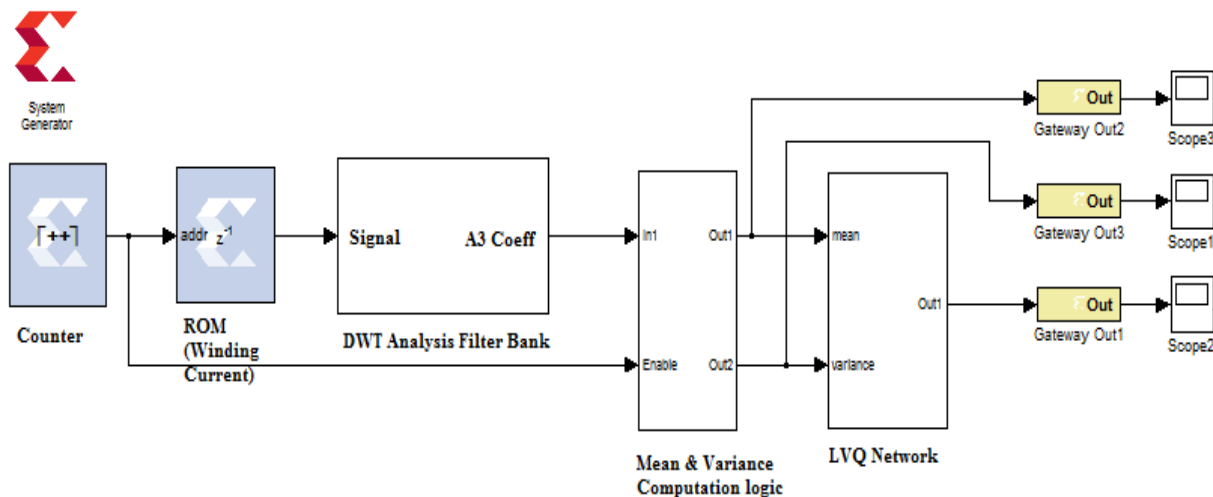 System
Generator
Out
Gateway Out2
Scope3
Out
Gateway Out3
Scope1
Out
Gateway Out1
Scope2
++
Counter
addr z-1
ROM
(Winding
Current)
Signal
A3 Coeff
DWT Analysis Filter Bank
In1
Out1
Enable
Out2
Mean & Variance
Computation logic
mean
Out1
variance
LVQ Network